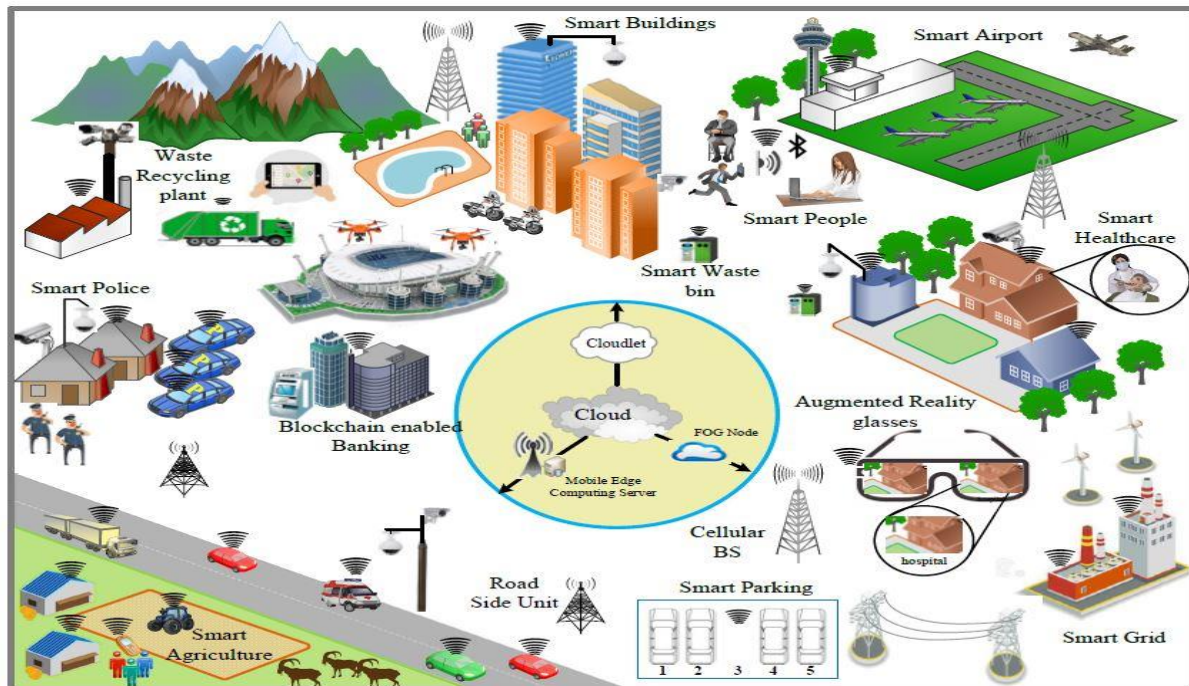 Smart Buildings
Smart Airport
Waste
Recycling
plant
Smart People
Smart
Healthcare
Smart Waste
bin
Smart Police
P
P
P
Cloudlet
Cloud
FOG Node
Mobile Edge
Computing Server
Blockchain enabled
Banking
Augmented Reality
glasses
hospital
Cellular
BS
Road
Side Unit
Smart Parking
1 2 3 4 5
Smart
Agriculture
Smart Grid